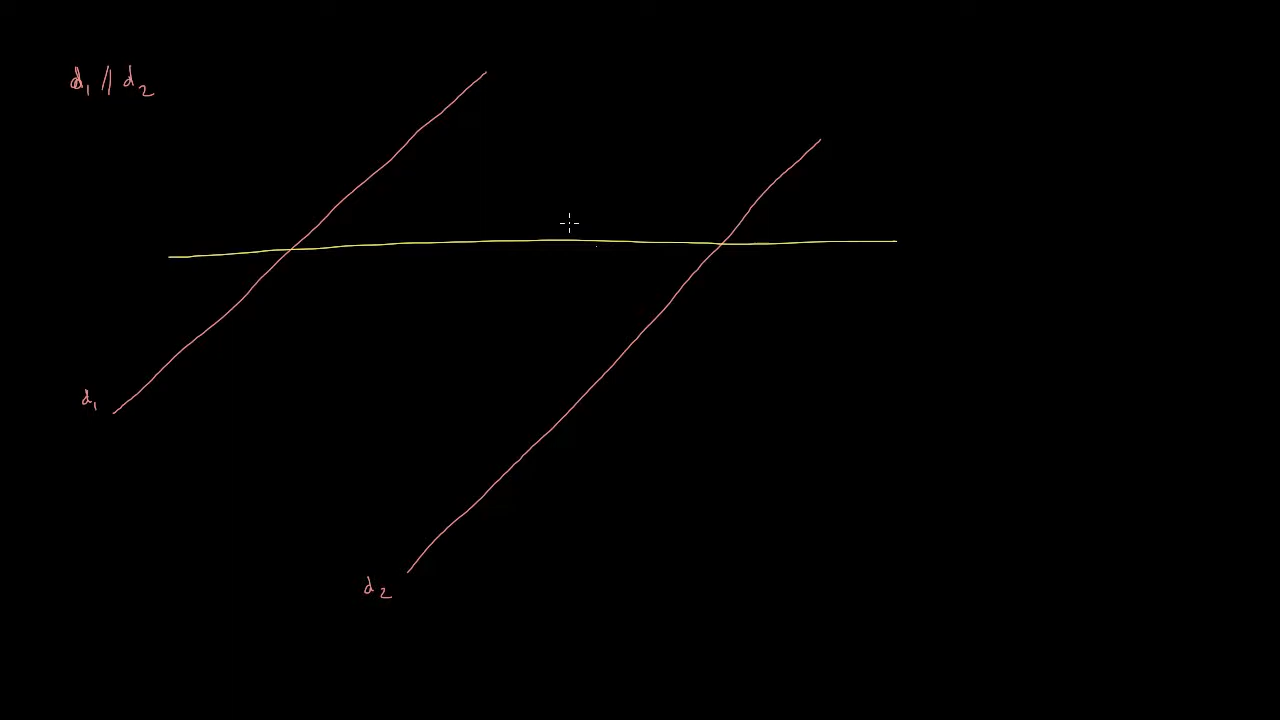 d₁ // d₂
d₁
d₂